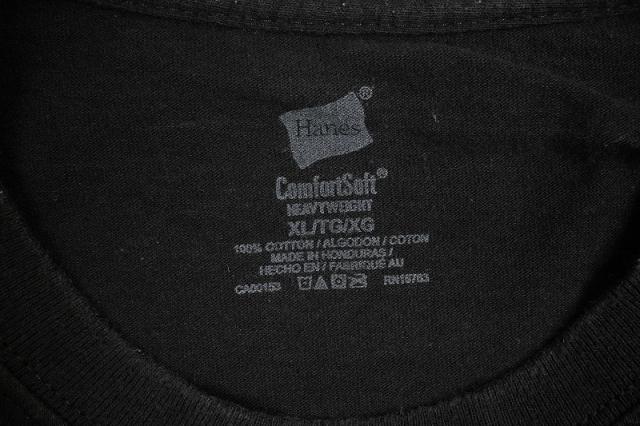 ®
Hanes
ComfortSoft®
HEAVYWEIGHT
XL/TG/XG
100% COTTON / ALGODON / COTON
MADE IN HONDURAS /
HECHO EN / FABRIQUE AU
CA00153 RN15763